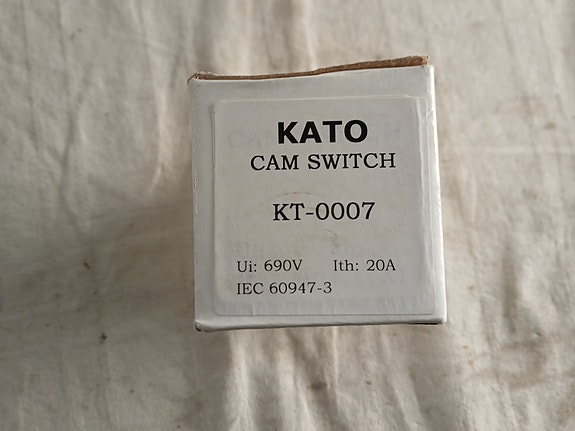 KATO
CAM SWITCH
KT-0007
Ui: 690V Ith: 20A
IEC 60947-3